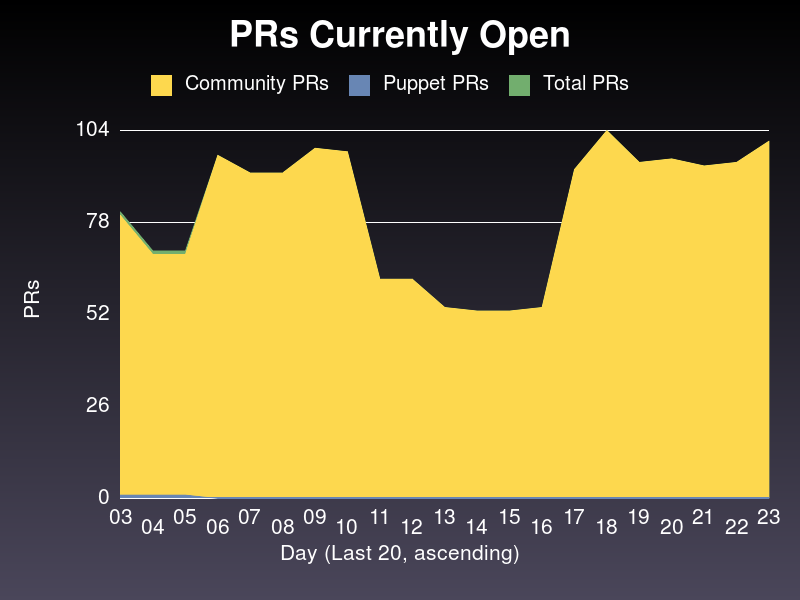 PRs Currently Open
Community PRs Puppet PRs Total PRs
104
78
52
26
0
PRs
03 04 05 06 07 08 09 10 11 12 13 14 15 16 17 18 19 20 21 22 23
Day (Last 20, ascending)